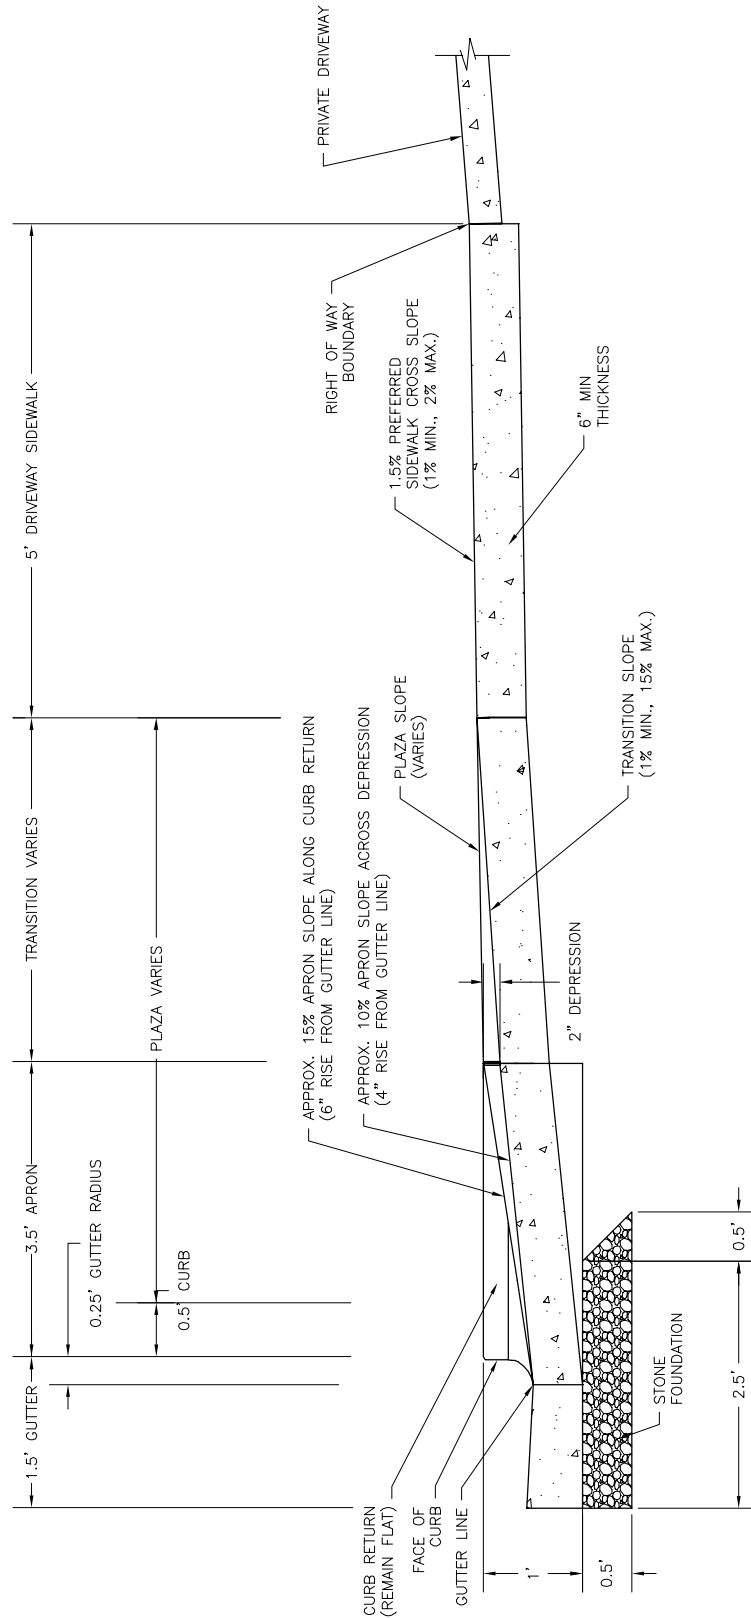 1.5' GUTTER
3.5' APRON
TRANSITION VARIES
5' DRIVEWAY SIDEWALK
0.25' GUTTER RADIUS
0.5' CURB
PLAZA VARIES
CURB RETURN
(REMAIN FLAT)
FACE OF
CURB
GUTTER LINE
APPROX. 15% APRON SLOPE ALONG CURB RETURN
(6" RISE FROM GUTTER LINE)
APPROX. 10% APRON SLOPE ACROSS DEPRESSION
(4" RISE FROM GUTTER LINE)
PLAZA SLOPE
(VARIES)
1.5% PREFERRED
SIDEWALK CROSS SLOPE
(1% MIN., 2% MAX.)
RIGHT OF WAY
BOUNDARY
PRIVATE DRIVEWAY
1'
0.5'
STONE
FOUNDATION
2.5'
0.5'
2" DEPRESSION
TRANSITION SLOPE
(1% MIN., 15% MAX.)
6" MIN
THICKNESS